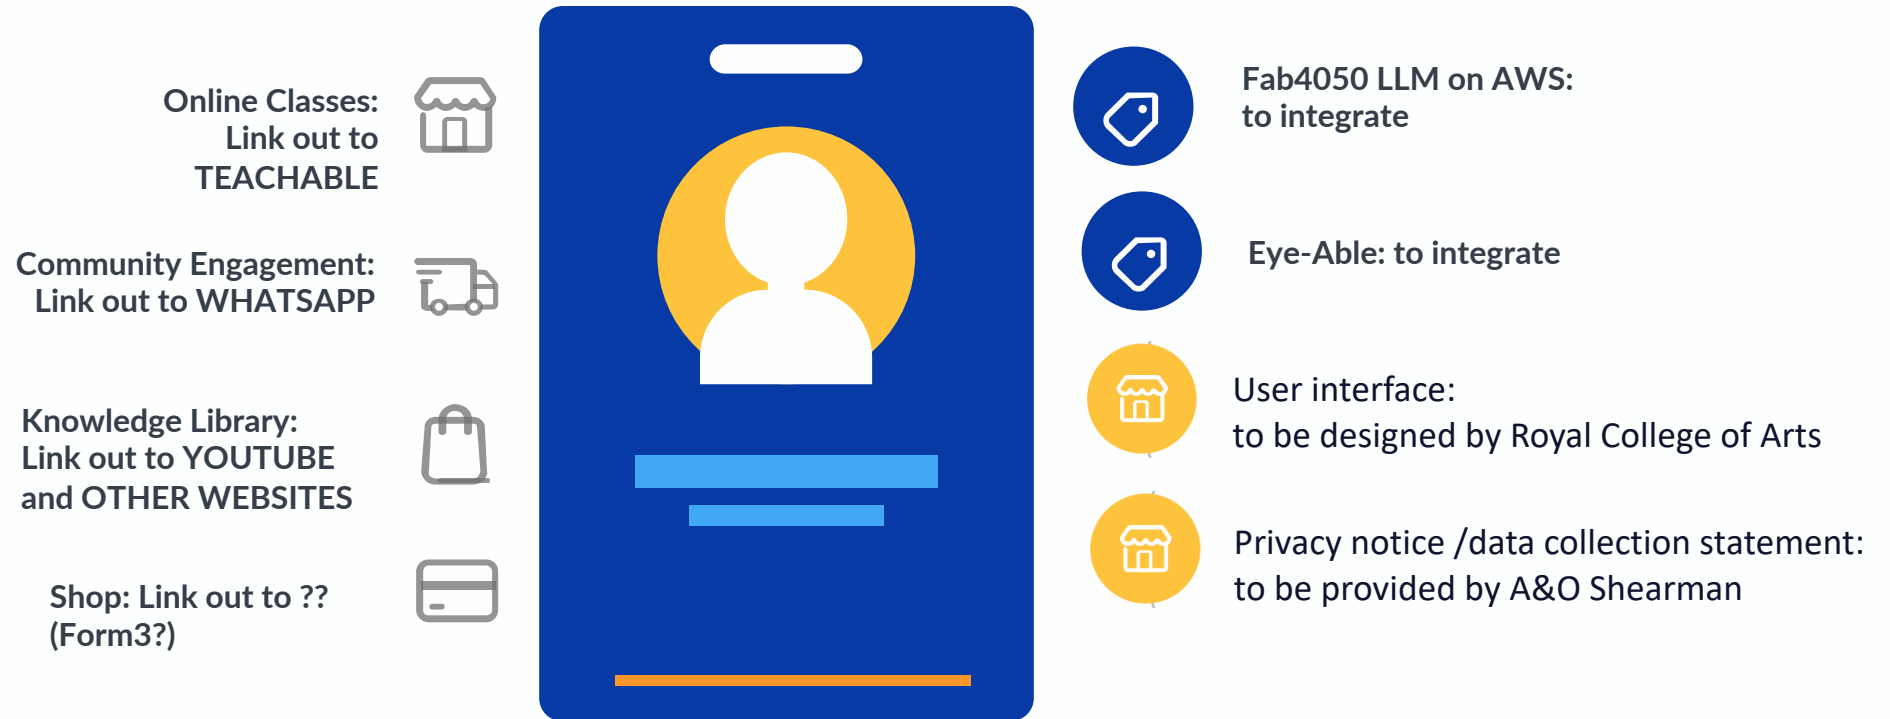 Online Classes:
Link out to
TEACHABLE
Community Engagement:
Link out to WHATSAPP
Knowledge Library:
Link out to YOUTUBE
and OTHER WEBSITES
Shop: Link out to ??
(Form3?)
Fab4050 LLM on AWS:
to integrate
Eye-Able: to integrate
User interface:
to be designed by Royal College of Arts
Privacy notice /data collection statement:
to be provided by A&O Shearman